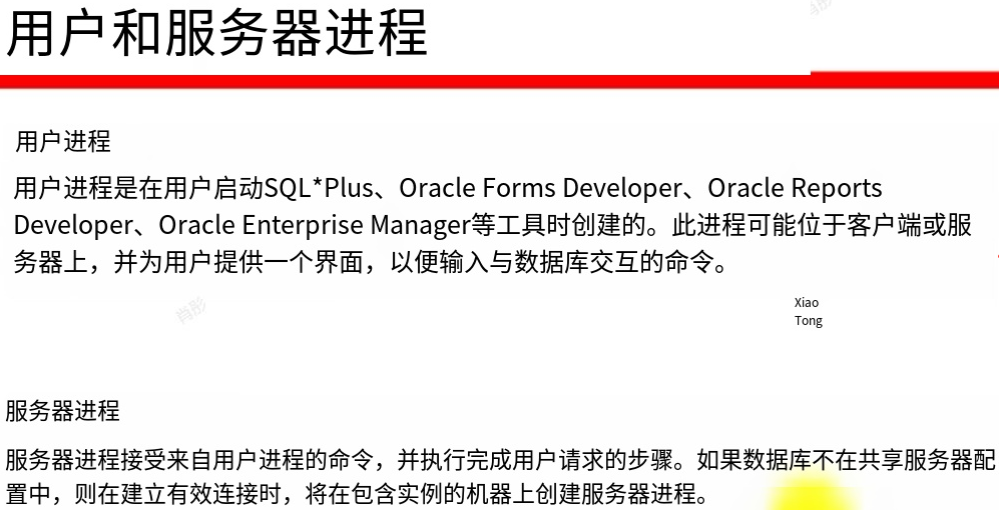 用户和服务器进程
用户进程
用户进程是在用户启动SQL*Plus、Oracle Forms Developer、Oracle Reports
Developer、Oracle Enterprise Manager等工具时创建的。此进程可能位于客户端或服
务器上，并为用户提供一个界面，以便输入与数据库交互的命令。
肖彤
Xiao
Tong
服务器进程
服务器进程接受来自用户进程的命令，并执行完成用户请求的步骤。如果数据库不在共享服务器配
置中，则在建立有效连接时，将在包含实例的机器上创建服务器进程。